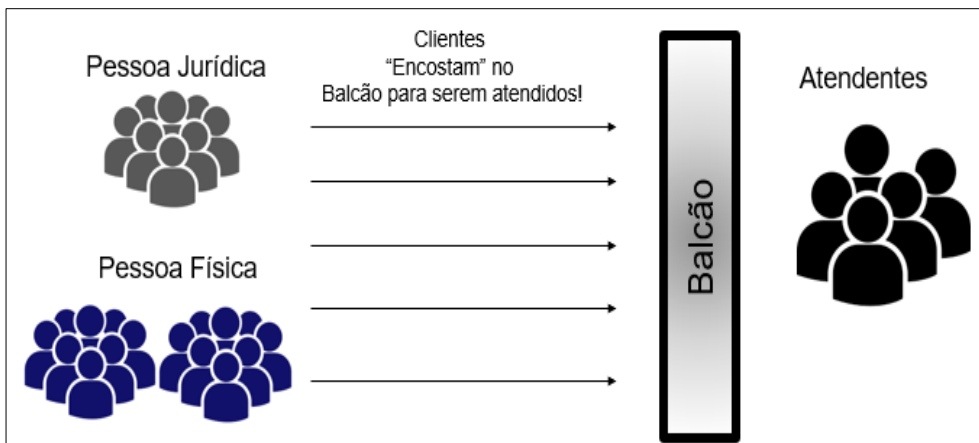 Pessoa Jurídica
Clientes
“Encostam” no
Balcão para serem atendidos!
Atendentes
Balcão
Pessoa Física